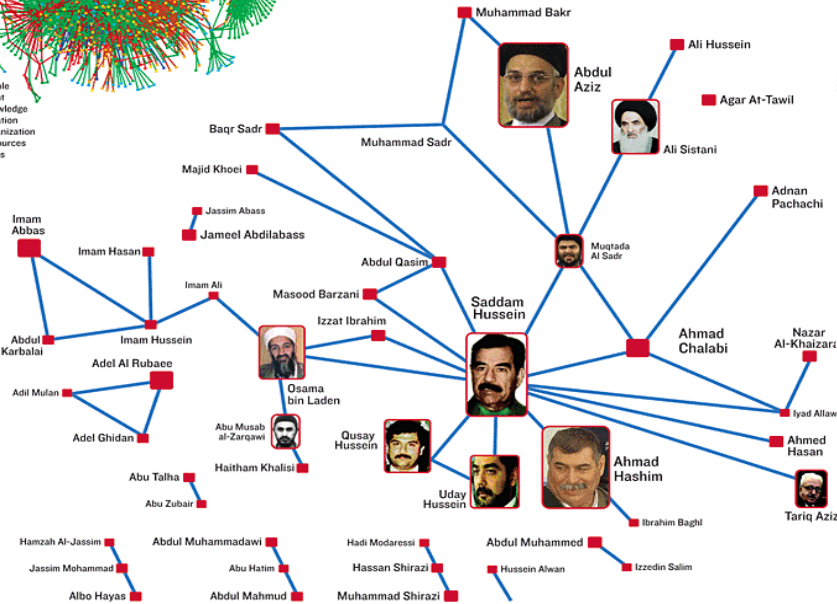 Muhammad Bakr
Abdul
Aziz
Ali Hussein
Agar At-Tawil
Baqr Sadr
Muhammad Sadr
Ali Sistani
Majid Khoei
Adnan
Pachachi
Jassim Abass
Jameel Abdilabass
Imam
Abbas
Imam Hasan
Muqtada
Al Sadr
Abdul Qasim
Imam Ali
Masood Barzani
Saddam
Hussein
Izzat Ibrahim
Abdul
Karbalai
Imam Hussein
Ahmad
Chalabi
Nazar
Al-Khaizara
Adel Al Rubaee
Adil Mulan
Osama
bin Laden
Iyad Allaw
Abu Musab
al-Zarqawi
Adel Ghidan
Qusay
Hussein
Ahmed
Hasan
Haitham Khalisi
Ahmad
Hashim
Abu Talha
Abu Zubair
Uday
Hussein
Tariq Aziz
Ibrahim Baghl
Hamzah Al-Jassim
Abdul Muhammadawi
Hadi Modaressi
Abdul Muhammed
Jassim Mohammad
Abu Hatim
Hassan Shirazi
Hussein Alwan
Izzedin Salim
Albo Hayas
Abdul Mahmud
Muhammad Shirazi